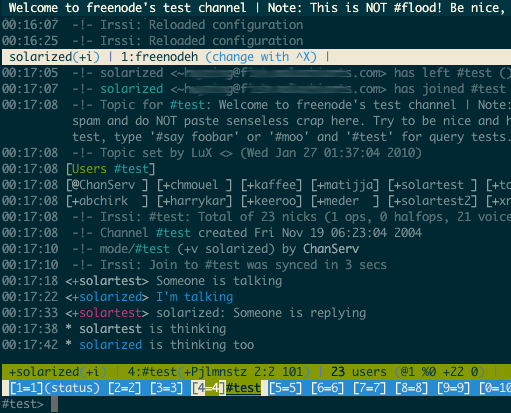 Welcome to freenode's test channel | Note: This is NOT #flood! Be nice,
00:16:07 -!- Irssi: Reloaded configuration
00:16:25 -!- Irssi: Reloaded configuration
solarized(+i) | 1:freenodeh (change with ^X) |
00:17:05 -!- solarized <~ .com> has left #test ()
00:17:07 -!- solarized <~ .com> has joined #test
00:17:08 -!- Topic for #test: Welcome to freenode's test channel | Note:
spam and do NOT paste senseless crap here. Try to be nice and h
test, type '#say foobar' or '#moo' and '#test' for query tests.
00:17:08 -!- Topic set by LuX <> (Wed Jan 27 01:37:04 2010)
00:17:08 [Users #test]
00:17:08 [@ChanServ ] [+chmouel ] [+kaffee] [+matijja] [+solartest ] [+to
00:17:08 [+abchirk ] [+harrykar] [+keeroo] [+meder ] [+solartest2] [+xr
00:17:08 -!- Irssi: #test: Total of 23 nicks (1 ops, 0 halfops, 21 voice
00:17:08 -!- Channel #test created Fri Nov 19 06:23:04 2004
00:17:10 -!- mode/#test (+v solarized) by ChanServ
00:17:10 -!- Irssi: Join to #test was synced in 3 secs
00:17:18 <+solartest> Someone is talking
00:17:22 <+solarized> I'm talking
00:17:33 <+solartest> solarized: Someone is replying
00:17:38 * solartest is thinking
00:17:42 * solarized is thinking too
+solarized(+i) | 4:#test(+Pjlmnstz 2:2 101) | 23 users (@1 %0 +22 0) |
[1=1](status) [2=2] [3=3] [4=4]#test [5=5] [6=6] [7=7] [8=8] [9=9] [0=10
#test>